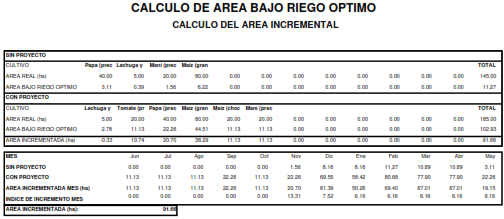 CALCULO DE AREA BAJO RIEGO OPTIMO
CALCULO DEL AREA INCREMENTAL
SIN PROYECTO
CULTIVO Papa (prec Lechuga y Maní (prec Maíz (gran TOTAL
AREA REAL (ha) 40.00 5.00 20.00 80.00 0.00 0.00 0.00 0.00 0.00 0.00 0.00 145.00
AREA BAJO RIEGO OPTIMO 3.11 0.39 1.56 6.22 0.00 0.00 0.00 0.00 0.00 0.00 0.00 11.27
CON PROYECTO
CULTIVO Lechuga y Tomate (pr Papa (prec Maíz (gran Maíz (choc Maní (prec TOTAL
AREA REAL (ha) 5.00 20.00 40.00 80.00 20.00 20.00 0.00 0.00 0.00 0.00 0.00 185.00
AREA BAJO RIEGO OPTIMO 2.78 11.13 22.26 44.51 11.13 11.13 0.00 0.00 0.00 0.00 0.00 102.93
AREA INCREMENTADA (ha) -0.33 10.74 20.70 38.29 11.13 11.13 0.00 0.00 0.00 0.00 0.00 91.66
MES Jun Jul Ago Sep Oct Nov Dic Ene Feb Mar Abr May
SIN PROYECTO 0.00 0.00 0.00 0.00 0.00 1.56 8.16 8.16 11.27 10.89 10.89 3.11
CON PROYECTO 11.13 11.13 11.13 22.26 11.13 22.26 69.55 58.42 80.68 77.90 77.90 22.26
AREA INCREMENTADA MES (ha) 11.13 11.13 11.13 22.26 11.13 20.70 61.39 50.26 69.40 67.01 67.01 19.15
INDICE DE INCREMENTO MES 0.00 0.00 0.00 0.00 0.00 13.31 7.52 6.16 6.16 6.16 6.16 6.16
AREA INCREMENTADA (ha): 91.66